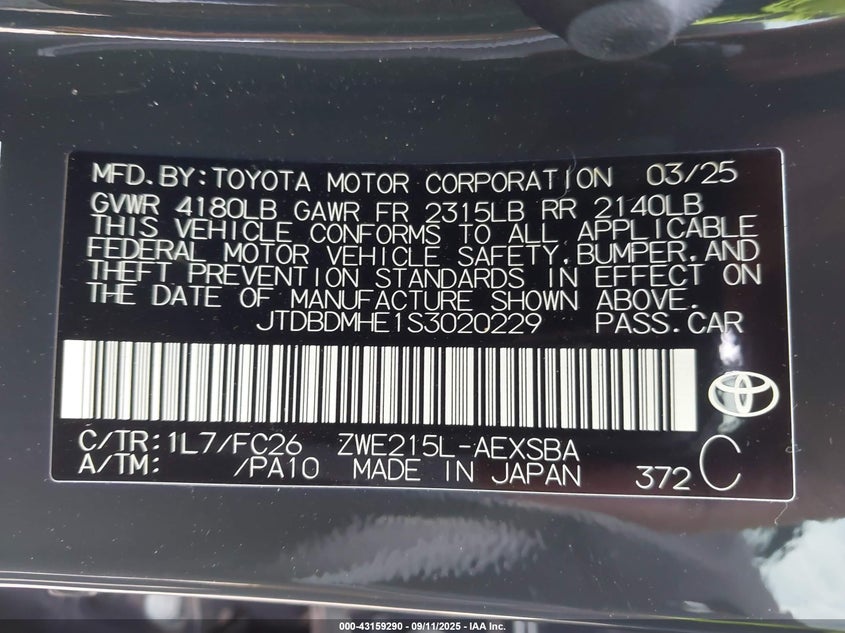 MFD.BY:TOYOTA MOTOR CORPORATION 03/25
GVWR 4180LB GAWR FR 2315LB RR 2140LB
THIS VEHICLE CONFORMS TO ALL APPLICABLE
FEDERAL MOTOR VEHICLE SAFETY,BUMPER,AND
THEFT PREVENTION STANDARDS IN EFFECT ON
THE DATE OF MANUFACTURE SHOWN ABOVE.
JTDBDMHE1S3020229 PASS.CAR
C/TR:1L7/FC26 ZWE215L-AEXSBA
A/TM: /PA10 MADE IN JAPAN 372 C
000-43159290 - 09/11/2025 - IAA, Inc.